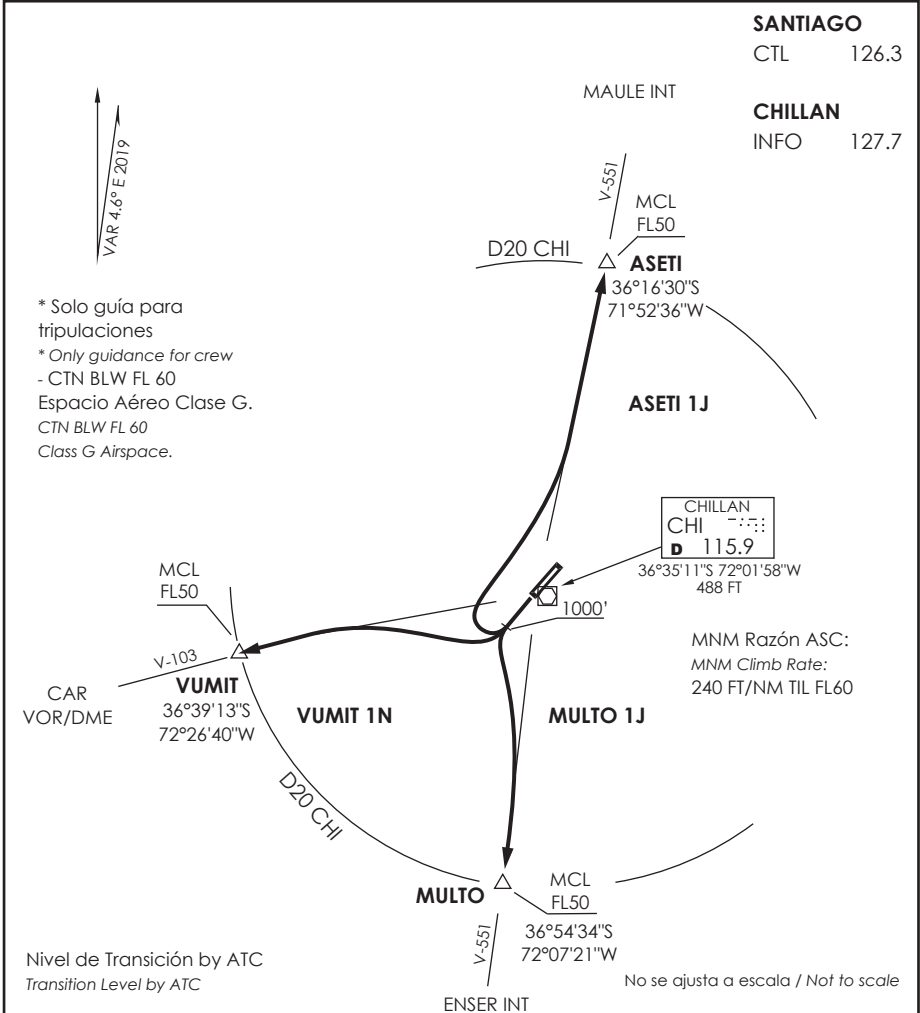 SANTIAGO
CTL 126.3
CHILLAN
INFO 127.7
MAULE INT
VAR 4.6° E 2019
V-551
MCL
FL50
D20 CHI
ASETI
36°16'30"S
71°52'36"W
* Solo guía para
tripulaciones
* Only guidance for crew
- CTN BLW FL 60
Espacio Aéreo Clase G.
CTN BLW FL 60
Class G Airspace.
ASETI 1J
CHILLAN
CHI
D 115.9
36°35'11"S 72°01'58"W
488 FT
1000'
MCL
FL50
V-103
CAR
VOR/DME
VUMIT
36°39'13"S
72°26'40"W
VUMIT 1N
MULTO 1J
MNM Razón ASC:
MNM Climb Rate:
240 FT/NM TIL FL60
D20 CHI
MULTO
MCL
FL50
36°54'34"S
72°07'21"W
V-551
ENSER INT
Nivel de Transición by ATC
Transition Level by ATC
No se ajusta a escala / Not to scale